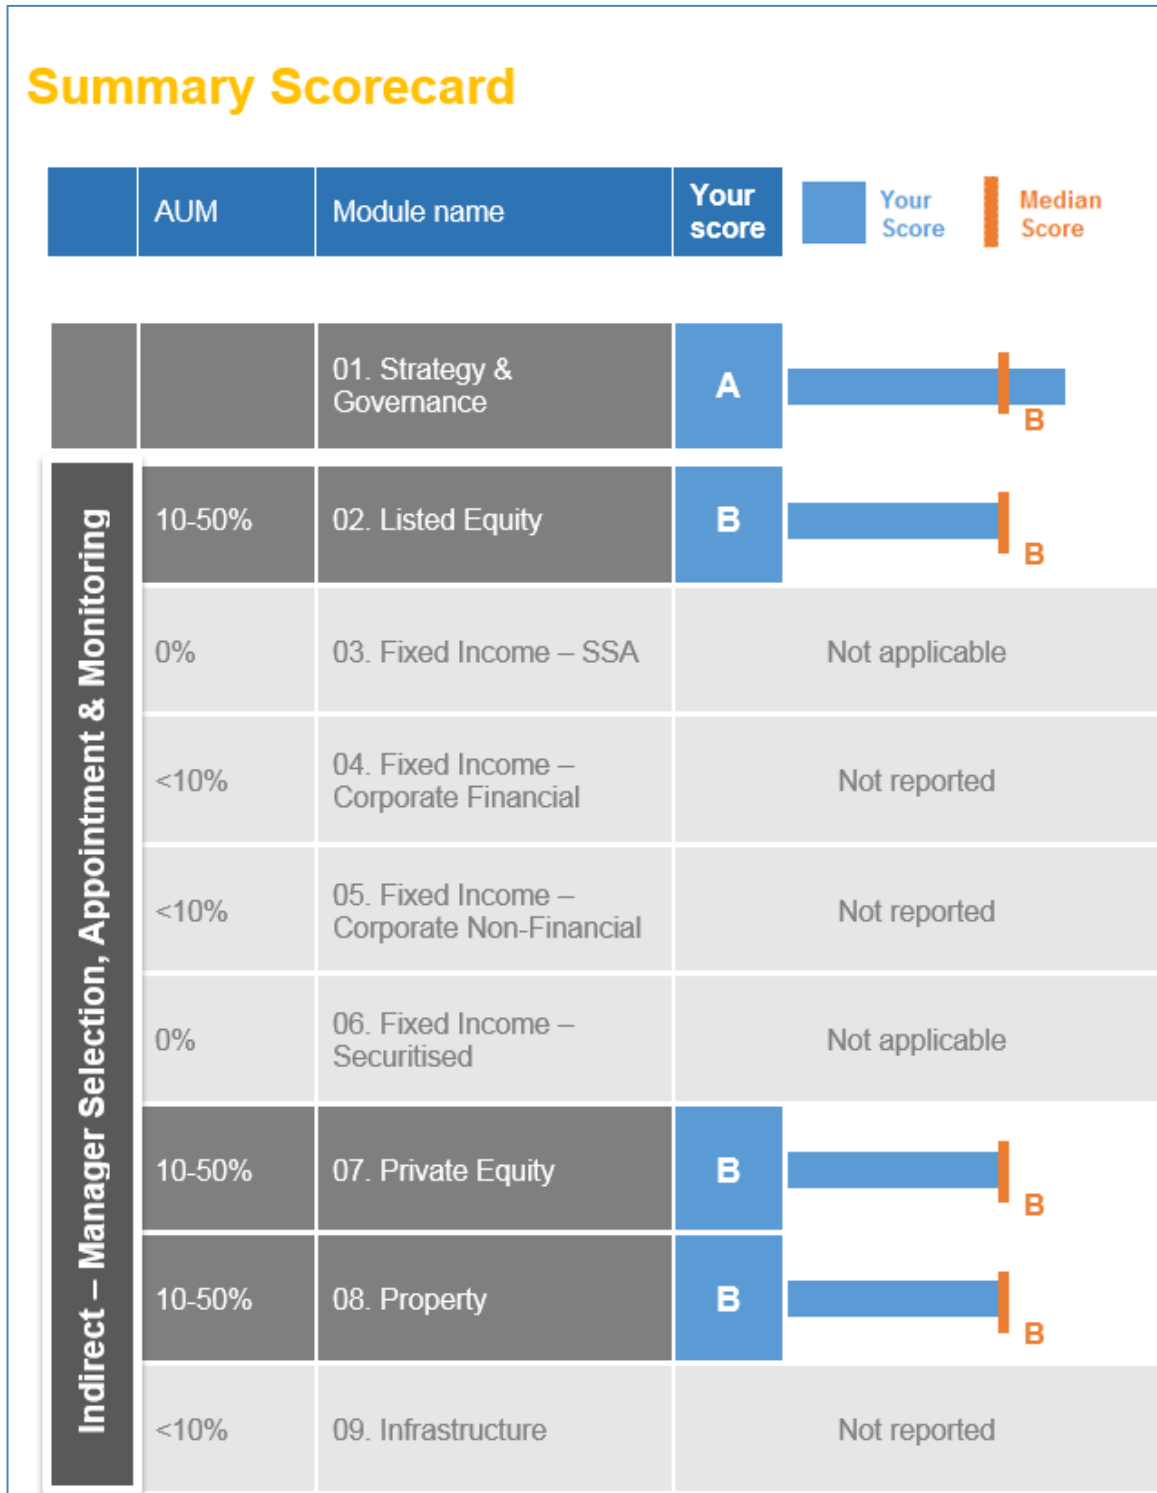 Summary Scorecard
AUM
Module name
Your
score
Your
Score
Median
Score
01. Strategy &
Governance
A
B
Indirect – Manager Selection, Appointment & Monitoring
10-50%
02. Listed Equity
B
B
0%
03. Fixed Income – SSA
Not applicable
<10%
04. Fixed Income –
Corporate Financial
Not reported
<10%
05. Fixed Income –
Corporate Non-Financial
Not reported
0%
06. Fixed Income –
Securitised
Not applicable
10-50%
07. Private Equity
B
B
10-50%
08. Property
B
B
<10%
09. Infrastructure
Not reported